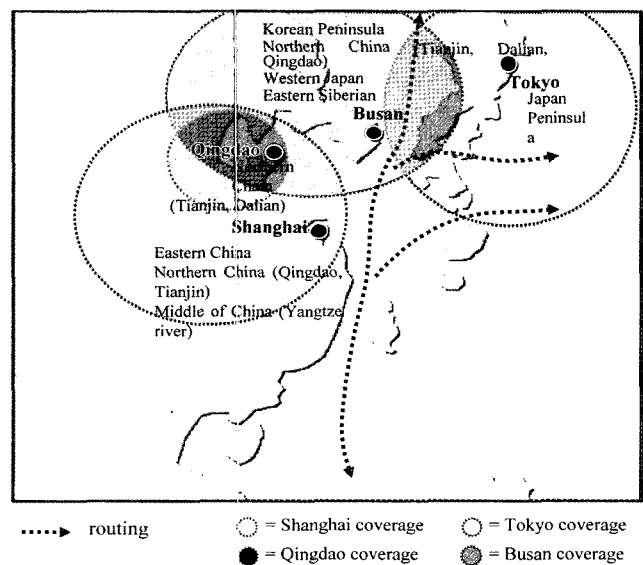 Korean Peninsula
Northern China (Tianjin, Dalian,
Qingdao)
Western Japan
Eastern Siberian
Tokyo
Japan
Peninsul
a
Busan
Qingdao
(Tianjin, Dalian)
Shanghai
Eastern China
Northern China (Qingdao,
Tianjin)
Middle of China (Yangtze
river)
routing
= Shanghai coverage
= Tokyo coverage
= Qingdao coverage
= Busan coverage